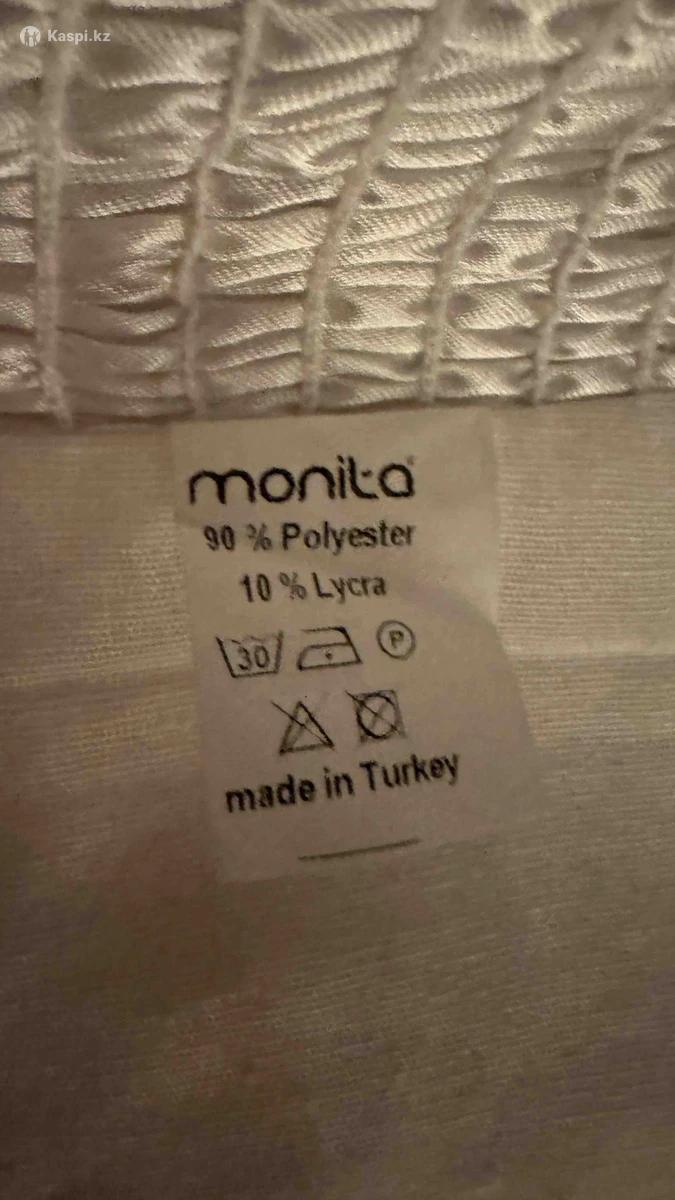 Kaspi.kz
monita
90 % Polyester
10 % Lycra
30 P
made in Turkey